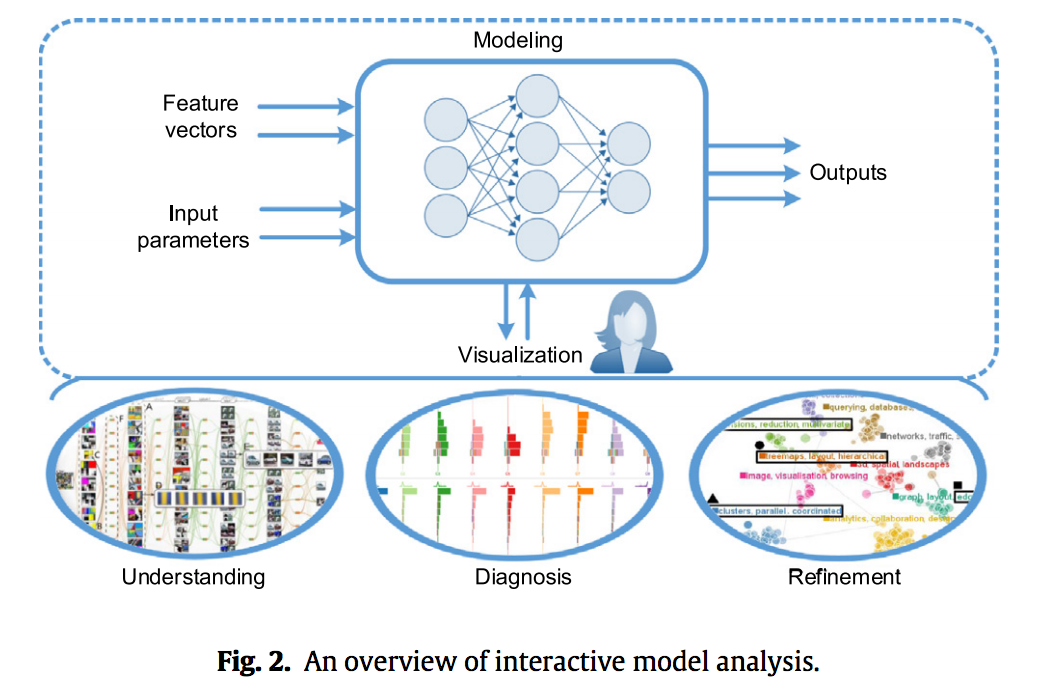 Modeling
Feature
vectors
Input
parameters
Outputs
Visualization
A
F
C
E
D
B
querying, databases,
sions, reduction, multivariate
networks, traffic,
treemaps, layout, hierarchical
3d, spatial, landscapes
image, visualisation, browsing
graph, layout,
clusters, parallel, coordinated
analytics, collaboration,
Understanding
Diagnosis
Refinement
Fig. 2. An overview of interactive model analysis.